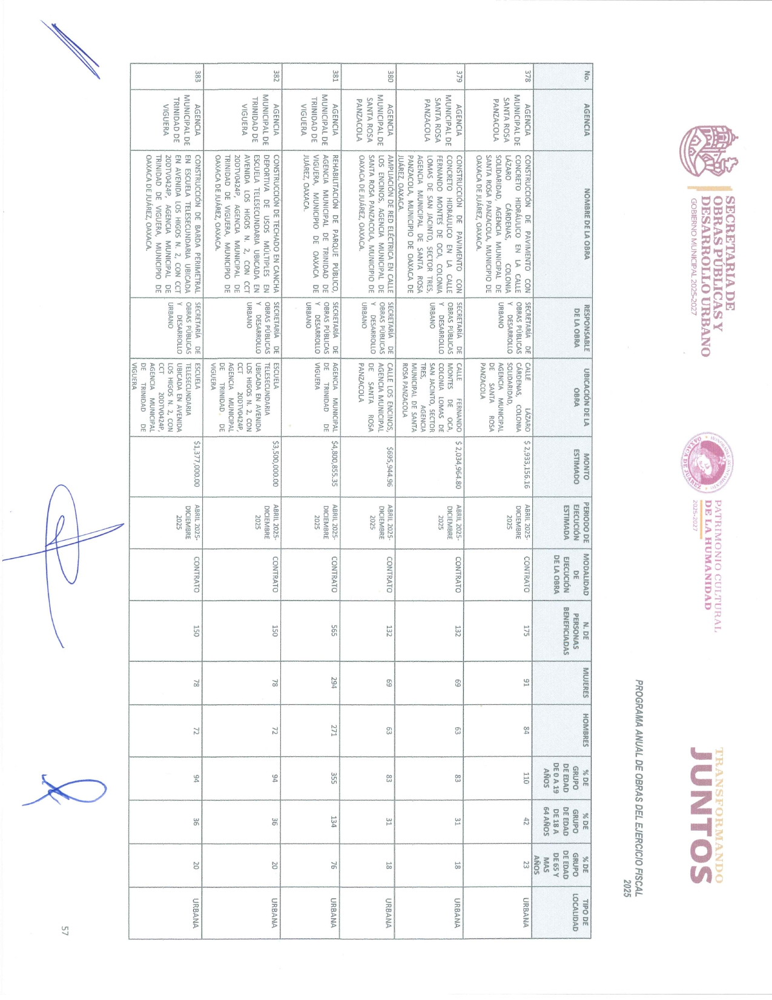 SECRETARIA DE
OBRAS PÚBLICAS Y
DESARROLLO URBANO
GOBIERNO MUNICIPAL 2025-2027
HONORABLE AYUNTAMIENTO
OAXACA DE JUÁREZ
PATRIMONIO CULTURAL
DE LA HUMANIDAD
2025-2027
TRANSFORMANDO
JUNTOS
PROGRAMA ANUAL DE OBRAS DEL EJERCICIO FISCAL
2025
No.
AGENCIA
NOMBRE DE LA OBRA
RESPONSABLE
DE LA OBRA
UBICACIÓN DE LA
OBRA
MONTO
ESTIMADO
PERIODO DE
EJECUCIÓN
ESTIMADA
MODALIDAD
DE
EJECUCIÓN
DE LA OBRA
N. DE
PERSONAS
BENEFICIADAS
MUJERES
HOMBRES
% DE
GRUPO
DE EDAD
DE 0 A 19
AÑOS
% DE
GRUPO
DE EDAD
DE 18 A
64 AÑOS
% DE
GRUPO
DE EDAD
DE 65 Y
MAS
AÑOS
TIPO DE
LOCALIDAD
378
AGENCIA
MUNICIPAL DE
SANTA ROSA
PANZACOLA
CONSTRUCCIÓN DE PAVIMENTO CON
CONCRETO HIDRÁULICO EN LA CALLE
LÁZARO CÁRDENAS, COLONIA
SOLIDARIDAD, AGENCIA MUNICIPAL DE
SANTA ROSA PANZACOLA, MUNICIPIO DE
OAXACA DE JUÁREZ, OAXACA.
SECRETARÍA DE
OBRAS PÚBLICAS
Y DESARROLLO
URBANO
CALLE LÁZARO
CÁRDENAS, COLONIA
SOLIDARIDAD,
AGENCIA MUNICIPAL
DE SANTA ROSA
PANZACOLA
$ 2,933,156.16
ABRIL 2025-
DICIEMBRE
2025
CONTRATO
175
91
84
110
42
23
URBANA
379
AGENCIA
MUNICIPAL DE
SANTA ROSA
PANZACOLA
CONSTRUCCIÓN DE PAVIMENTO CON
CONCRETO HIDRÁULICO EN LA CALLE
FERNANDO MONTES DE OCA, COLONIA
LOMAS DE SAN JACINTO, SECTOR TRES,
AGENCIA MUNICIPAL DE SANTA ROSA
PANZACOLA, MUNICIPIO DE OAXACA DE
JUÁREZ, OAXACA.
SECRETARÍA DE
OBRAS PÚBLICAS
Y DESARROLLO
URBANO
CALLE FERNANDO
MONTES DE OCA,
COLONIA LOMAS DE
SAN JACINTO, SECTOR
TRES, AGENCIA
MUNICIPAL DE SANTA
ROSA PANZACOLA
$ 2,034,964.80
ABRIL 2025-
DICIEMBRE
2025
CONTRATO
132
69
63
83
31
18
URBANA
380
AGENCIA
MUNICIPAL DE
SANTA ROSA
PANZACOLA
AMPLIACIÓN DE RED ELÉCTRICA EN CALLE
LOS ENCINOS, AGENCIA MUNICIPAL DE
SANTA ROSA PANZACOLA, MUNICIPIO DE
OAXACA DE JUÁREZ, OAXACA.
SECRETARÍA DE
OBRAS PÚBLICAS
Y DESARROLLO
URBANO
CALLE LOS ENCINOS,
AGENCIA MUNICIPAL
DE SANTA ROSA
PANZACOLA
$695,944.96
ABRIL 2025-
DICIEMBRE
2025
CONTRATO
132
69
63
83
31
18
URBANA
381
AGENCIA
MUNICIPAL DE
TRINIDAD DE
VIGUERA
REHABILITACIÓN DE PARQUE PÚBLICO,
AGENCIA MUNICIPAL DE TRINIDAD DE
VIGUERA, MUNICIPIO DE OAXACA DE
JUÁREZ, OAXACA.
SECRETARÍA DE
OBRAS PÚBLICAS
Y DESARROLLO
URBANO
AGENCIA MUNICIPAL
DE TRINIDAD DE
VIGUERA
$4,800,855.35
ABRIL 2025-
DICIEMBRE
2025
CONTRATO
565
294
271
355
134
76
URBANA
382
AGENCIA
MUNICIPAL DE
TRINIDAD DE
VIGUERA
CONSTRUCCIÓN DE TECHADO EN CANCHA
DEPORTIVA DE USOS MÚLTIPLES EN
ESCUELA TELESECUNDARIA UBICADA EN
AVENIDA LOS HIGOS N. 2, CON CCT
20DTV0424P, AGENCIA MUNICIPAL DE
TRINIDAD DE VIGUERA, MUNICIPIO DE
OAXACA DE JUÁREZ, OAXACA.
SECRETARÍA DE
OBRAS PÚBLICAS
Y DESARROLLO
URBANO
ESCUELA
TELESECUNDARIA
UBICADA EN AVENIDA
LOS HIGOS N. 2, CON
CCT 20DTV0424P,
AGENCIA MUNICIPAL
DE TRINIDAD DE
VIGUERA
$3,500,000.00
ABRIL 2025-
DICIEMBRE
2025
CONTRATO
150
78
72
94
36
20
URBANA
383
AGENCIA
MUNICIPAL DE
TRINIDAD DE
VIGUERA
CONSTRUCCIÓN DE BARDA PERIMETRAL
EN ESCUELA TELESECUNDARIA UBICADA
EN AVENIDA LOS HIGOS N. 2, CON CCT
20DTV0424P, AGENCIA MUNICIPAL DE
TRINIDAD DE VIGUERA, MUNICIPIO DE
OAXACA DE JUÁREZ, OAXACA.
SECRETARÍA DE
OBRAS PÚBLICAS
Y DESARROLLO
URBANO
ESCUELA
TELESECUNDARIA
UBICADA EN AVENIDA
LOS HIGOS N. 2, CON
CCT 20DTV0424P,
AGENCIA MUNICIPAL
DE TRINIDAD DE
VIGUERA
$1,377,000.00
ABRIL 2025-
DICIEMBRE
2025
CONTRATO
150
78
72
94
36
20
URBANA
57